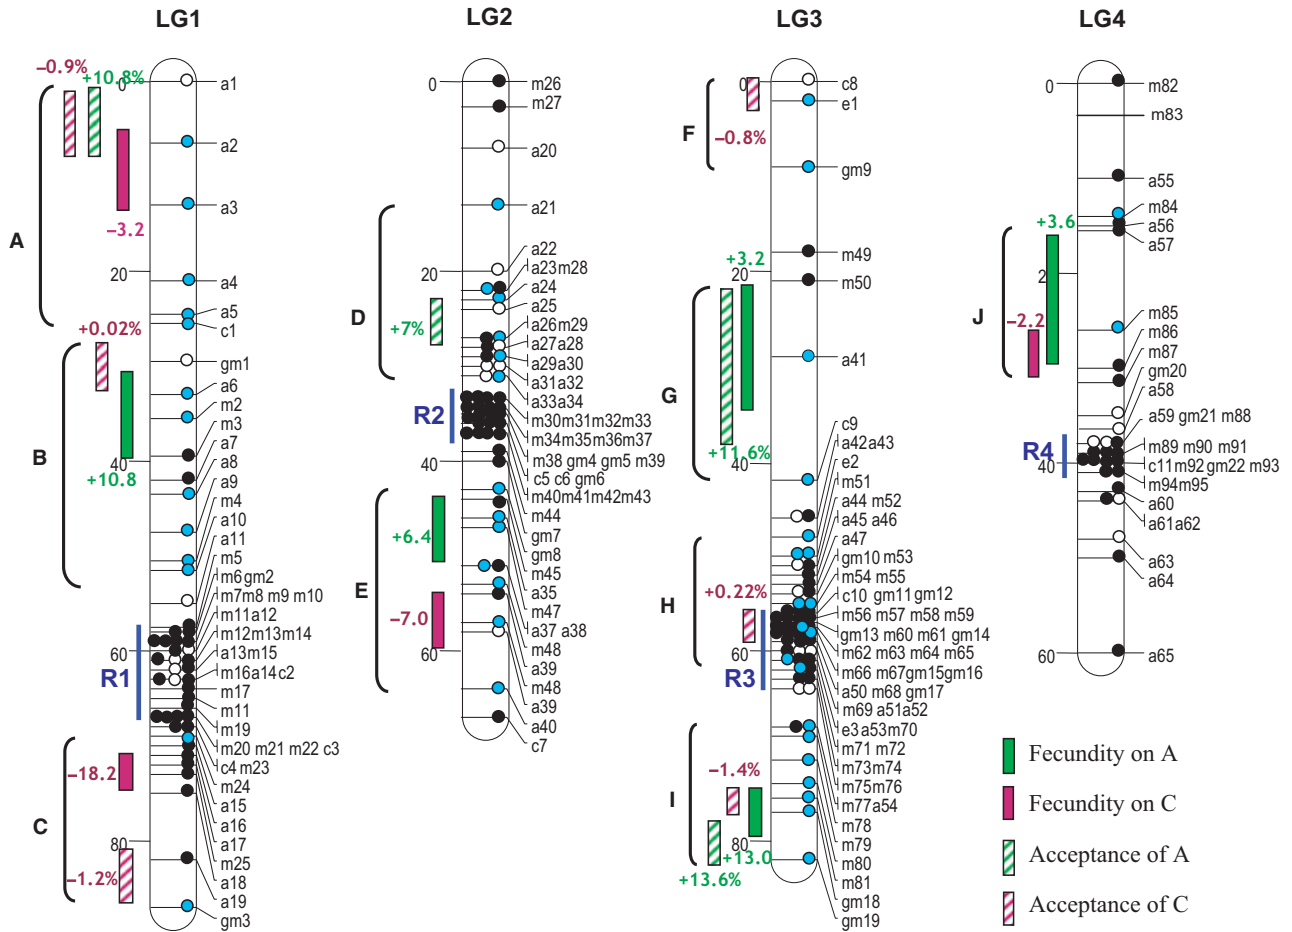 LG1
−0.9%
+10.8%
0
a1
a2
a3
−3.2
A
20
a4
a5
c1
+0.02%
gm1
a6
m2
m3
a7
B
40
+10.8
a8
a9
m4
a10
a11
m5
m6gm2
m7m8 m9 m10
m11a12
m12m13m14
60
a13m15
R1
m16a14c2
m17
m11
m19
m20 m21 m22 c3
c4 m23
−18.2
m24
a15
C
a16
80
a17
m25
−1.2%
a18
a19
gm3
LG2
0
m26
m27
a20
a21
a22
20
a23m28
a24
D
+7%
a25
a26m29
a27a28
a29a30
a31a32
R2
a33a34
m30m31m32m33
m34m35m36m37
40
m38 gm4 gm5 m39
c5 c6 gm6
m40m41m42m43
m44
+6.4
gm7
gm8
m45
E
a35
m47
−7.0
a37 a38
60
m48
a39
m48
a39
a40
c7
LG3
0
c8
e1
F
−0.8%
gm9
+3.2
m49
20
m50
a41
G
+11.6%
40
c9
a42a43
e2
m51
a44 m52
a45 a46
a47
gm10 m53
m54 m55
+0.22%
c10 gm11gm12
H
m56 m57 m58 m59
gm13 m60 m61 gm14
60
m62 m63 m64 m65
R3
m66 m67gm15gm16
a50 m68 gm17
m69 a51a52
e3a53m70
m71 m72
−1.4%
m73m74
m75m76
I
m77a54
m78
80
m79
+13.0
m80
+13.6%
m81
gm18
gm19
LG4
0
m82
m83
a55
m84
+3.6
a56
a57
2
J
−2.2
m85
m86
m87
gm20
a58
a59 gm21 m88
R4
m89 m90 m91
40
c11m92gm22 m93
m94m95
a60
a61a62
a63
a64
60
a65
Fecundity on A
Fecundity on C
Acceptance of A
Acceptance of C